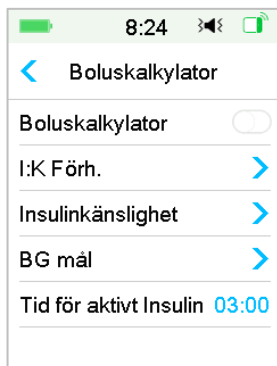 8:24
Boluskalkylator
Boluskalkylator
I:K Förh.
Insulinkänslighet
BG mål
Tid för aktivt Insulin 03:00